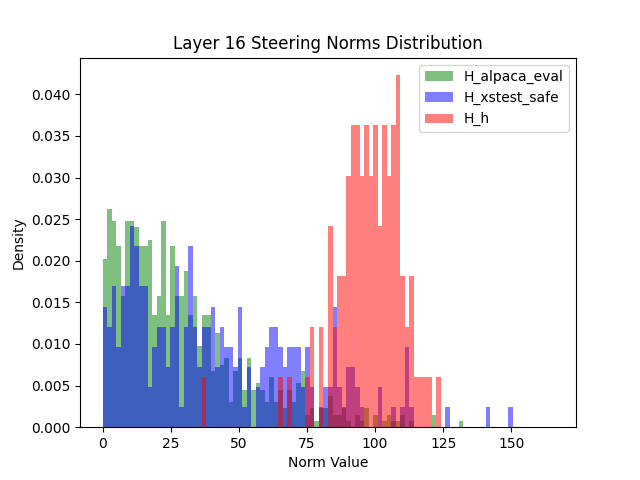 Layer 16 Steering Norms Distribution
H_alpaca_eval
H_xstest_safe
H_h
Density
0.040
0.035
0.030
0.025
0.020
0.015
0.010
0.005
0.000
0 25 50 75 100 125 150
Norm Value